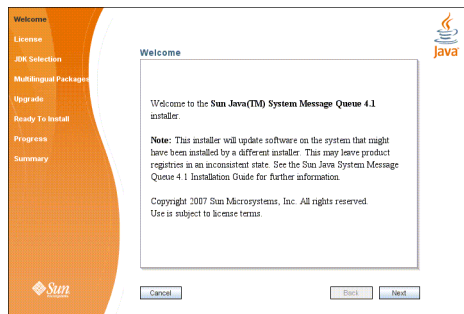 Welcome
License
JDK Selection
Multilingual Packages
Upgrade
Ready To Install
Progress
Summary
Sun
microsystems
Java
Welcome
Welcome to the Sun Java(TM) System Message Queue 4.1
installer.
Note: This installer will update software on the system that might
have been installed by a different installer. This may leave product
registries in an inconsistent state. See the Sun Java System Message
Queue 4.1 Installation Guide for further information.
Copyright 2007 Sun Microsystems, Inc. All rights reserved.
Use is subject to license terms.
Cancel
Back
Next